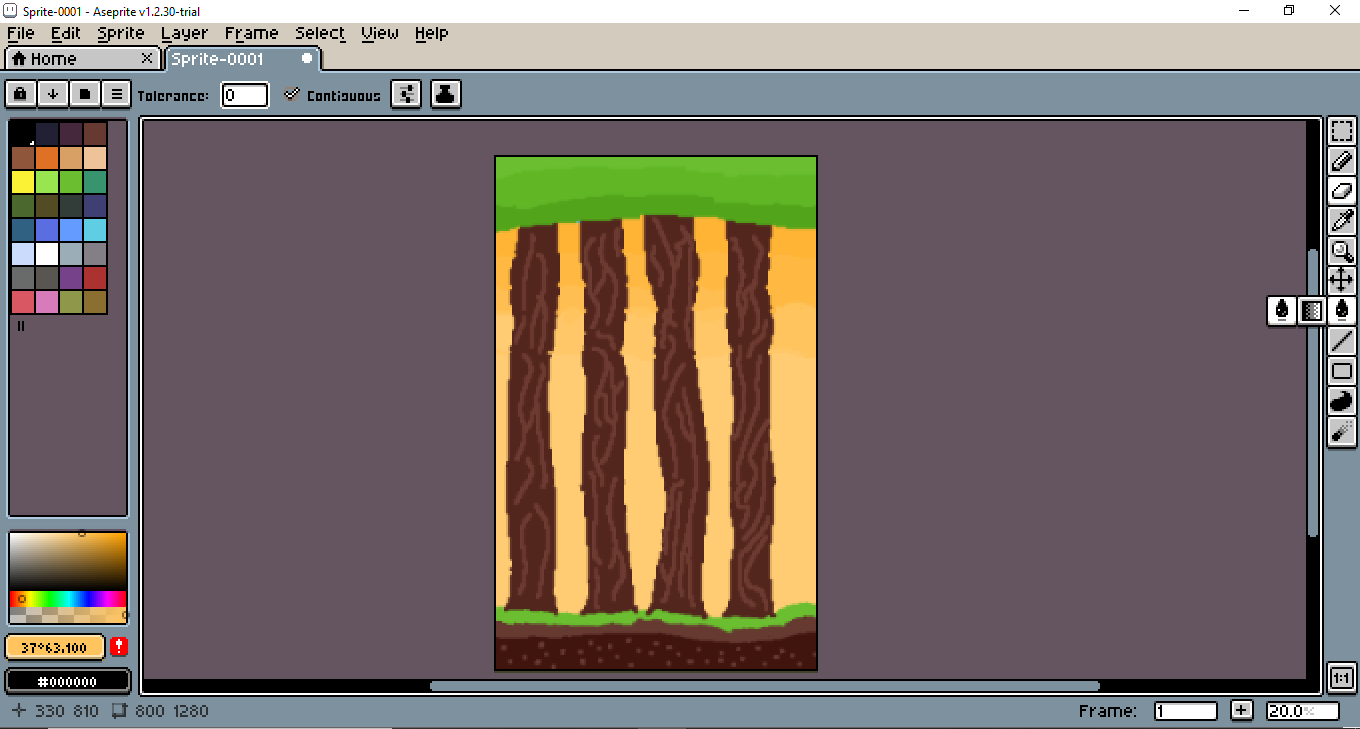 Sprite-0001 - Aseprite v1.2.30-trial
File Edit Sprite Layer Frame Select View Help
Home Sprite-0001
Tolerance: 0 Contiguous
37°63.100
#000000
330 810 800 1280 Frame: 1 20.0%
1:1